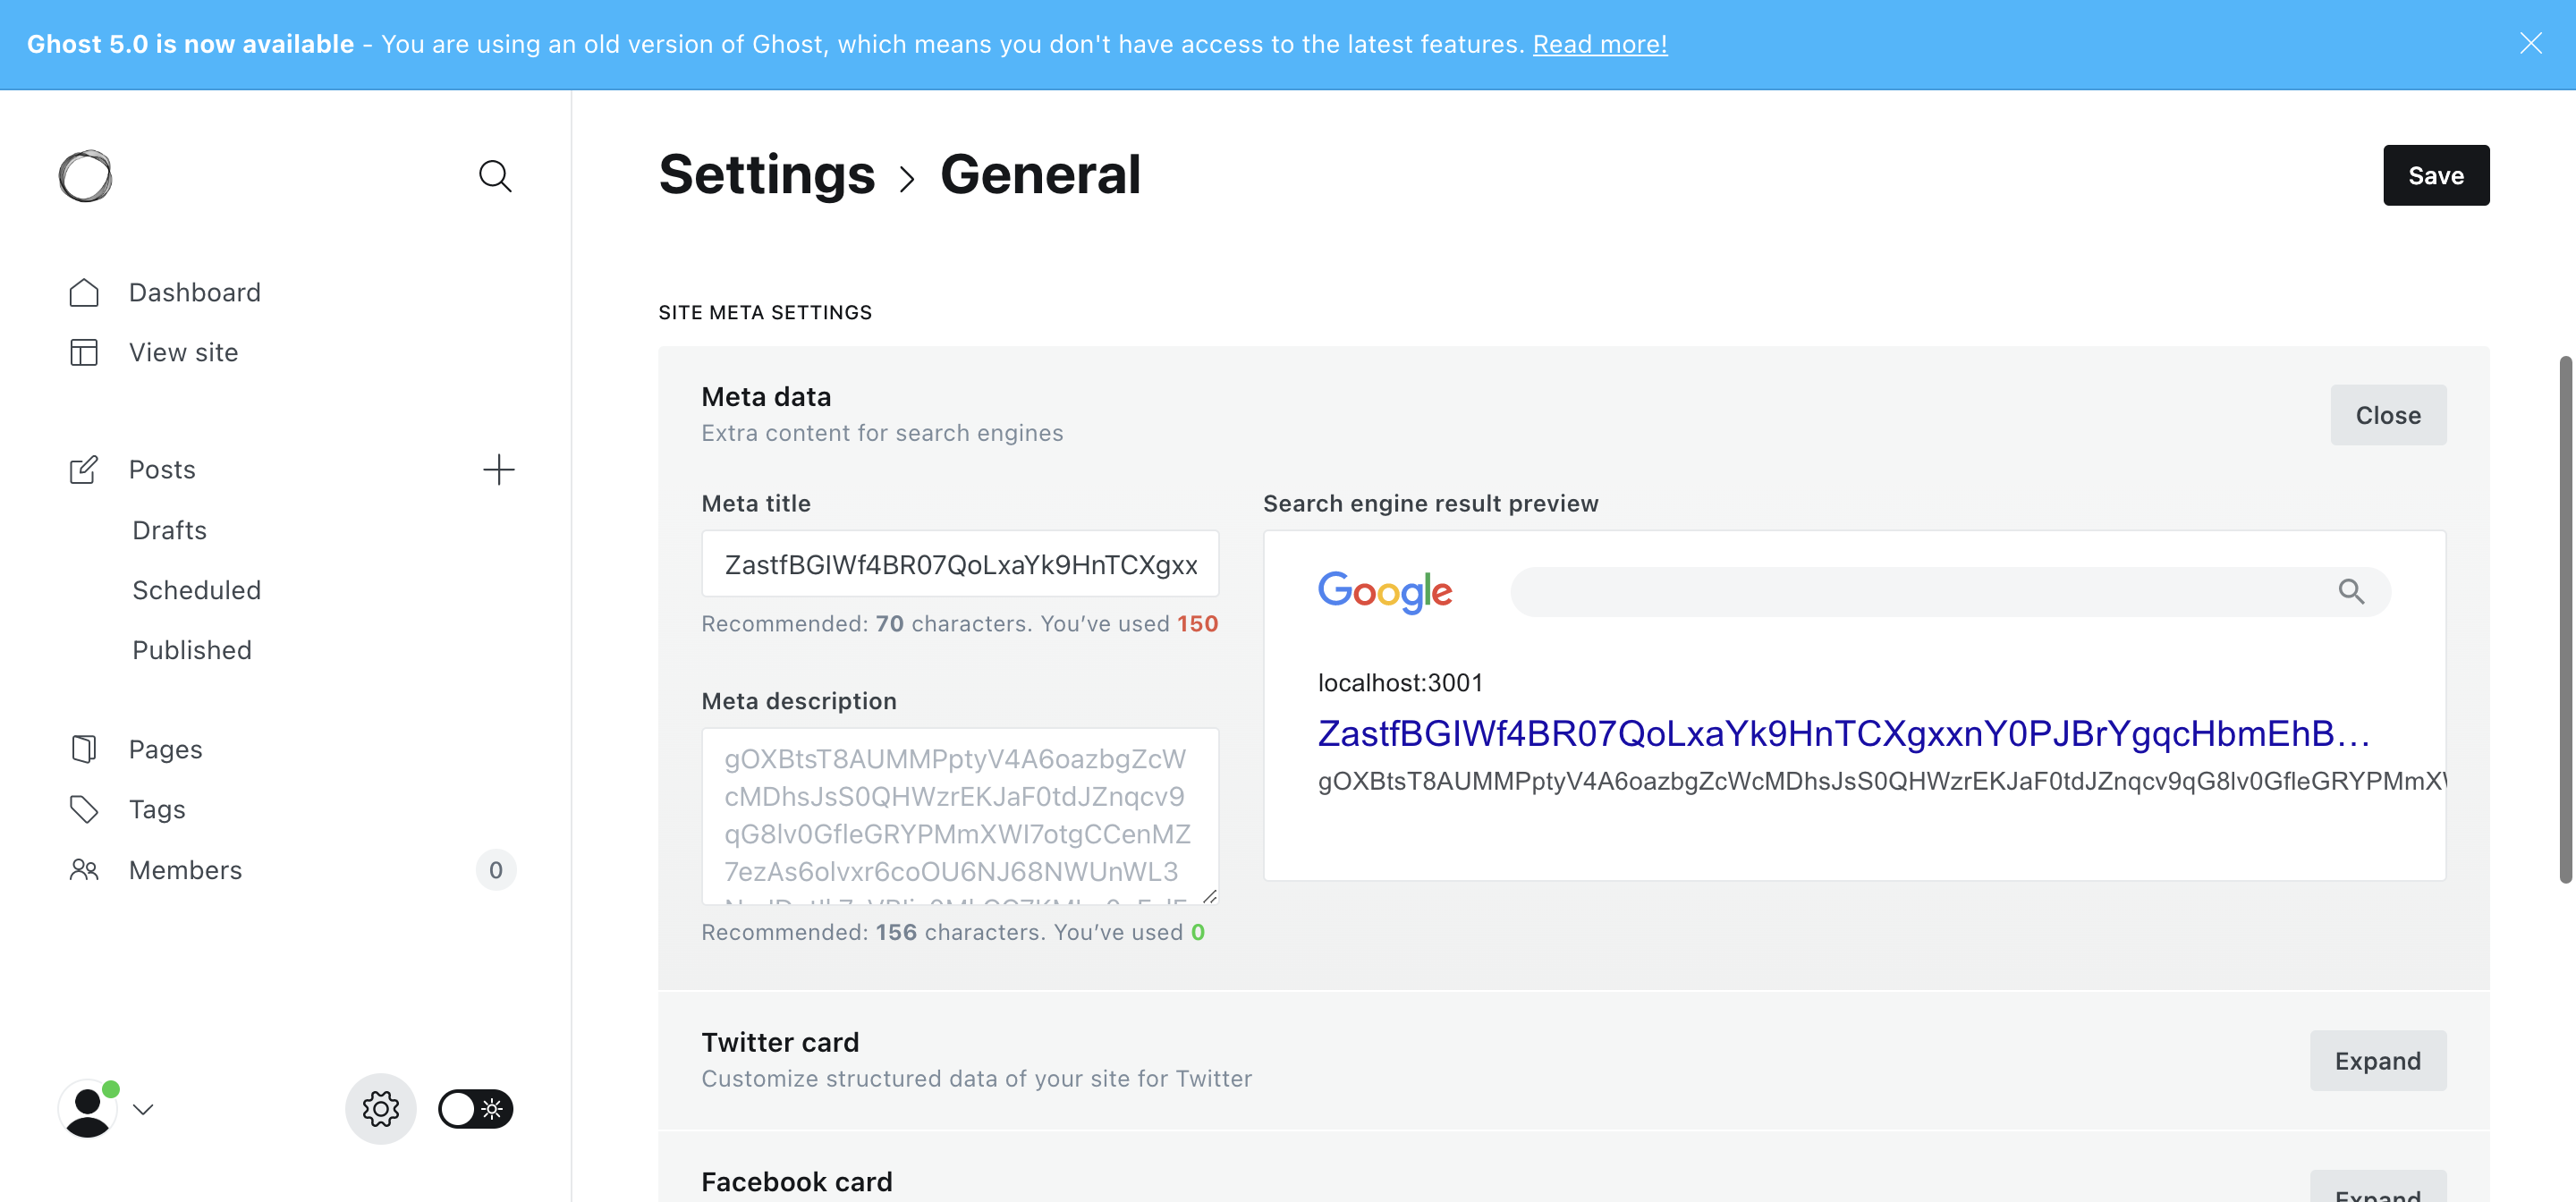 Ghost 5.0 is now available - You are using an old version of Ghost, which means you don't have access to the latest features. Read more!
Settings > General
Save
Dashboard
View site
Posts
Drafts
Scheduled
Published
Pages
Tags
Members
0
SITE META SETTINGS
Meta data
Extra content for search engines
Close
Meta title
ZastfBGIWf4BR07QoLxaYk9HnTCXgxx
Recommended: 70 characters. You’ve used 150
Meta description
gOXBtsT8AUMMPptyV4A6oazbgZcW
cMDhsJsS0QHWzrEKJaF0tdJZnqcv9
qG8lv0GfleGRYPMmXWI7otgCCenMZ
7ezAs6olvxr6coOU6NJ68NWUnWL3
Recommended: 156 characters. You’ve used 0
Search engine result preview
Google
localhost:3001
ZastfBGIWf4BR07QoLxaYk9HnTCXgxxnY0PJBrYgqcHbmEhB...
gOXBtsT8AUMMPptyV4A6oazbgZcWcMDhsJsS0QHWzrEKJaF0tdJZnqcv9qG8lv0GfleGRYPMmX
Twitter card
Customize structured data of your site for Twitter
Expand
Facebook card
Expand